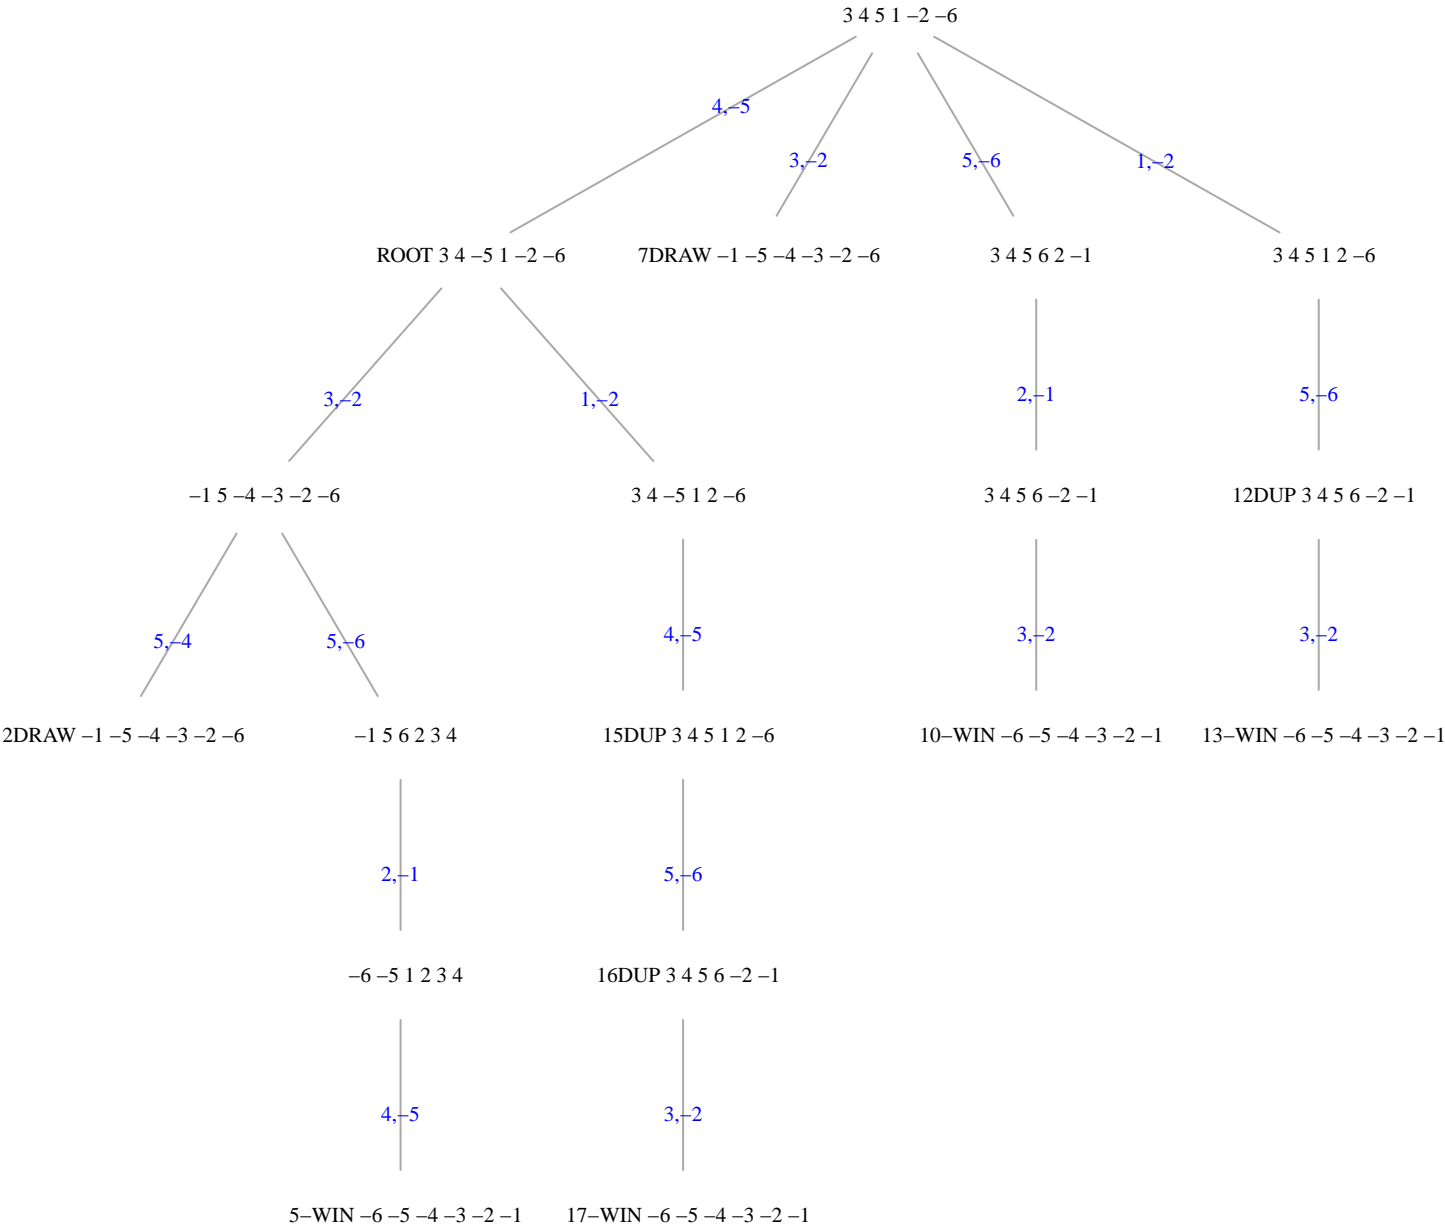 3 4 5 1 –2 –6
4,–5
3,–2
5,–6
1,–2
ROOT 3 4 –5 1 –2 –6
7DRAW –1 –5 –4 –3 –2 –6
3 4 5 6 2 –1
3 4 5 1 2 –6
3,–2
1,–2
2,–1
5,–6
–1 5 –4 –3 –2 –6
3 4 –5 1 2 –6
3 4 5 6 –2 –1
12DUP 3 4 5 6 –2 –1
5,–4
5,–6
4,–5
3,–2
3,–2
2DRAW –1 –5 –4 –3 –2 –6
–1 5 6 2 3 4
15DUP 3 4 5 1 2 –6
10–WIN –6 –5 –4 –3 –2 –1
13–WIN –6 –5 –4 –3 –2 –1
2,–1
5,–6
–6 –5 1 2 3 4
16DUP 3 4 5 6 –2 –1
4,–5
3,–2
5–WIN –6 –5 –4 –3 –2 –1
17–WIN –6 –5 –4 –3 –2 –1